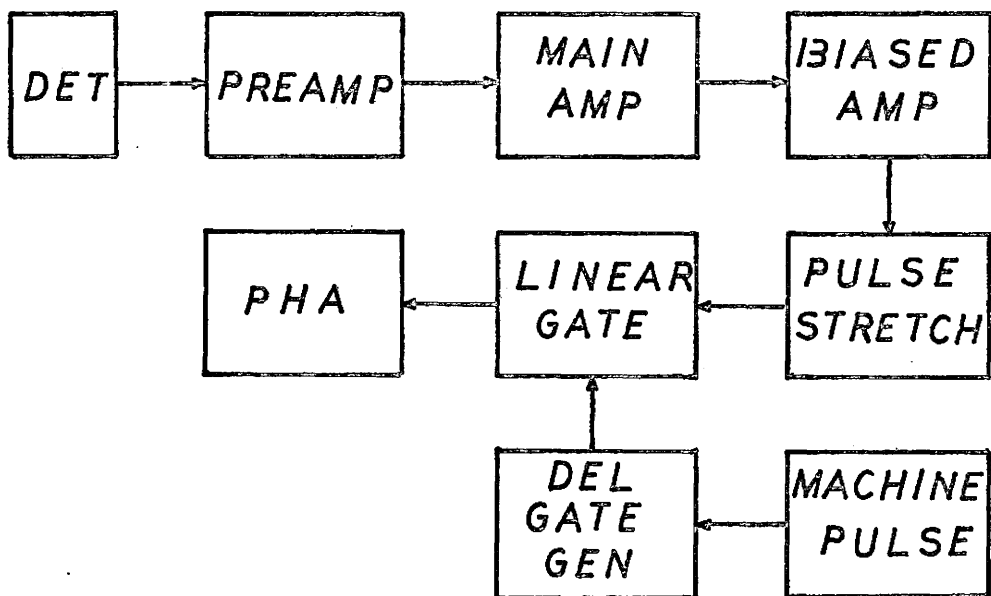 DET
PREAMP
MAIN
AMP
BIASED
AMP
PHA
LINEAR
GATE
PULSE
STRETCH
DEL
GATE
GEN
MACHINE
PULSE